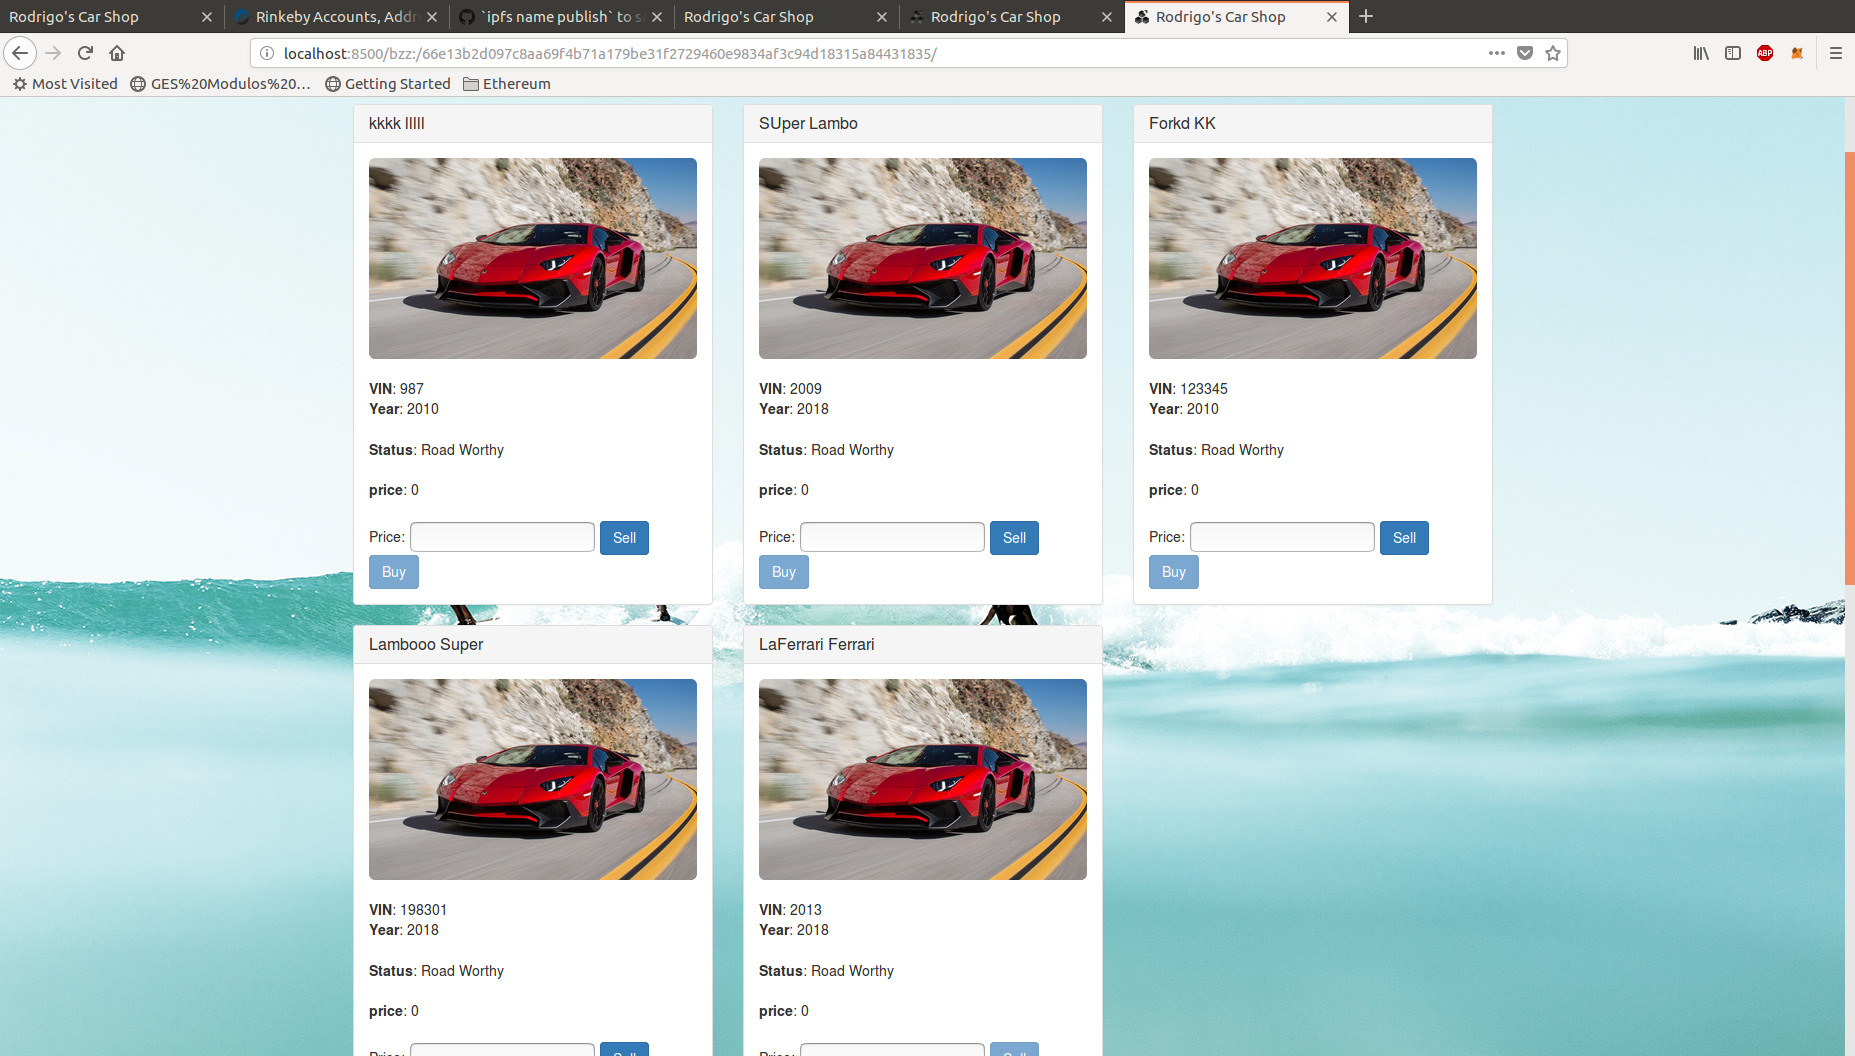 Rodrigo's Car Shop
Rinkeby Accounts, Addr
`ipfs name publish` to s
Rodrigo's Car Shop
Rodrigo's Car Shop
Rodrigo's Car Shop
localhost:8500/bzz:/66e13b2d097c8aa69f4b71a179be31f2729460e9834af3c94d18315a84431835/
ABP
Most Visited
GES%20Modulos%20...
Getting Started
Ethereum
kkkk lllll
SUper Lambo
Forkd KK
VIN: 987
Year: 2010
Status: Road Worthy
price: 0
Price: Sell
Buy
VIN: 2009
Year: 2018
Status: Road Worthy
price: 0
Price: Sell
Buy
VIN: 123345
Year: 2010
Status: Road Worthy
price: 0
Price: Sell
Buy
Lambooo Super
LaFerrari Ferrari
VIN: 198301
Year: 2018
Status: Road Worthy
price: 0
Price: Sell
VIN: 2013
Year: 2018
Status: Road Worthy
price: 0
Price: Sell